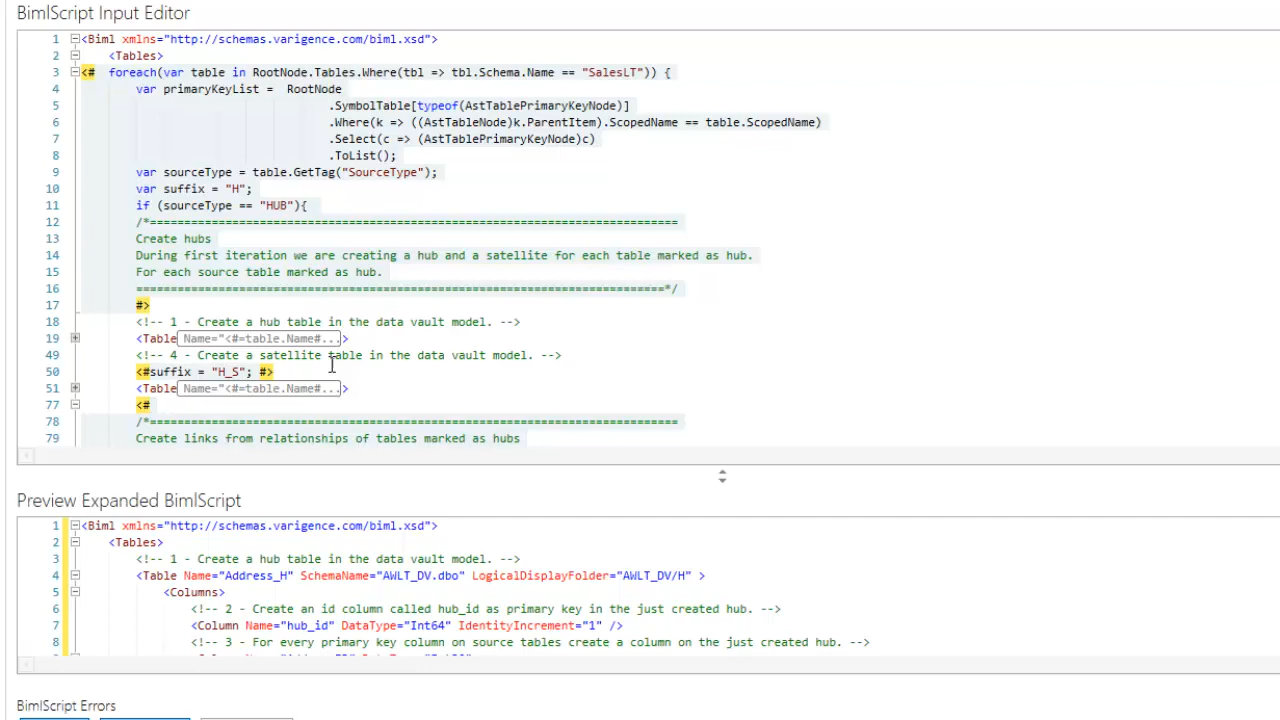 BimlScript Input Editor
1 <Biml xmlns="http://schemas.varigence.com/biml.xsd">
2 <Tables>
3 <# foreach(var table in RootNode.Tables.Where(tbl => tbl.Schema.Name == "SalesLT")) {
4 var primaryKeyList = RootNode
5 .SymbolTable[typeof(AstTablePrimaryKeyNode)]
6 .Where(k => ((AstTableNode)k.ParentItem).ScopedName == table.ScopedName)
7 .Select(c => (AstTablePrimaryKeyNode)c)
8 .ToList();
9 var sourceType = table.GetTag("SourceType");
10 var suffix = "H";
11 if (sourceType == "HUB"){
12 /*==============================================================================
13 Create hubs
14 During first iteration we are creating a hub and a satellite for each table marked as hub.
15 For each source table marked as hub.
16 ==============================================================================*/
17 #>
18 <!-- 1 - Create a hub table in the data vault model. -->
19 <Table Name="<#=table.Name#...>
49 <!-- 4 - Create a satellite table in the data vault model. -->
50 <#suffix = "H_S"; #>
51 <Table Name="<#=table.Name#...>
77 <#
78 /*==============================================================================
79 Create links from relationships of tables marked as hubs
Preview Expanded BimlScript
1 <Biml xmlns="http://schemas.varigence.com/biml.xsd">
2 <Tables>
3 <!-- 1 - Create a hub table in the data vault model. -->
4 <Table Name="Address_H" SchemaName="AWLT_DV.dbo" LogicalDisplayFolder="AWLT_DV/H" >
5 <Columns>
6 <!-- 2 - Create an id column called hub_id as primary key in the just created hub. -->
7 <Column Name="hub_id" DataType="Int64" IdentityIncrement="1" />
8 <!-- 3 - For every primary key column on source tables create a column on the just created hub. -->
BimlScript Errors